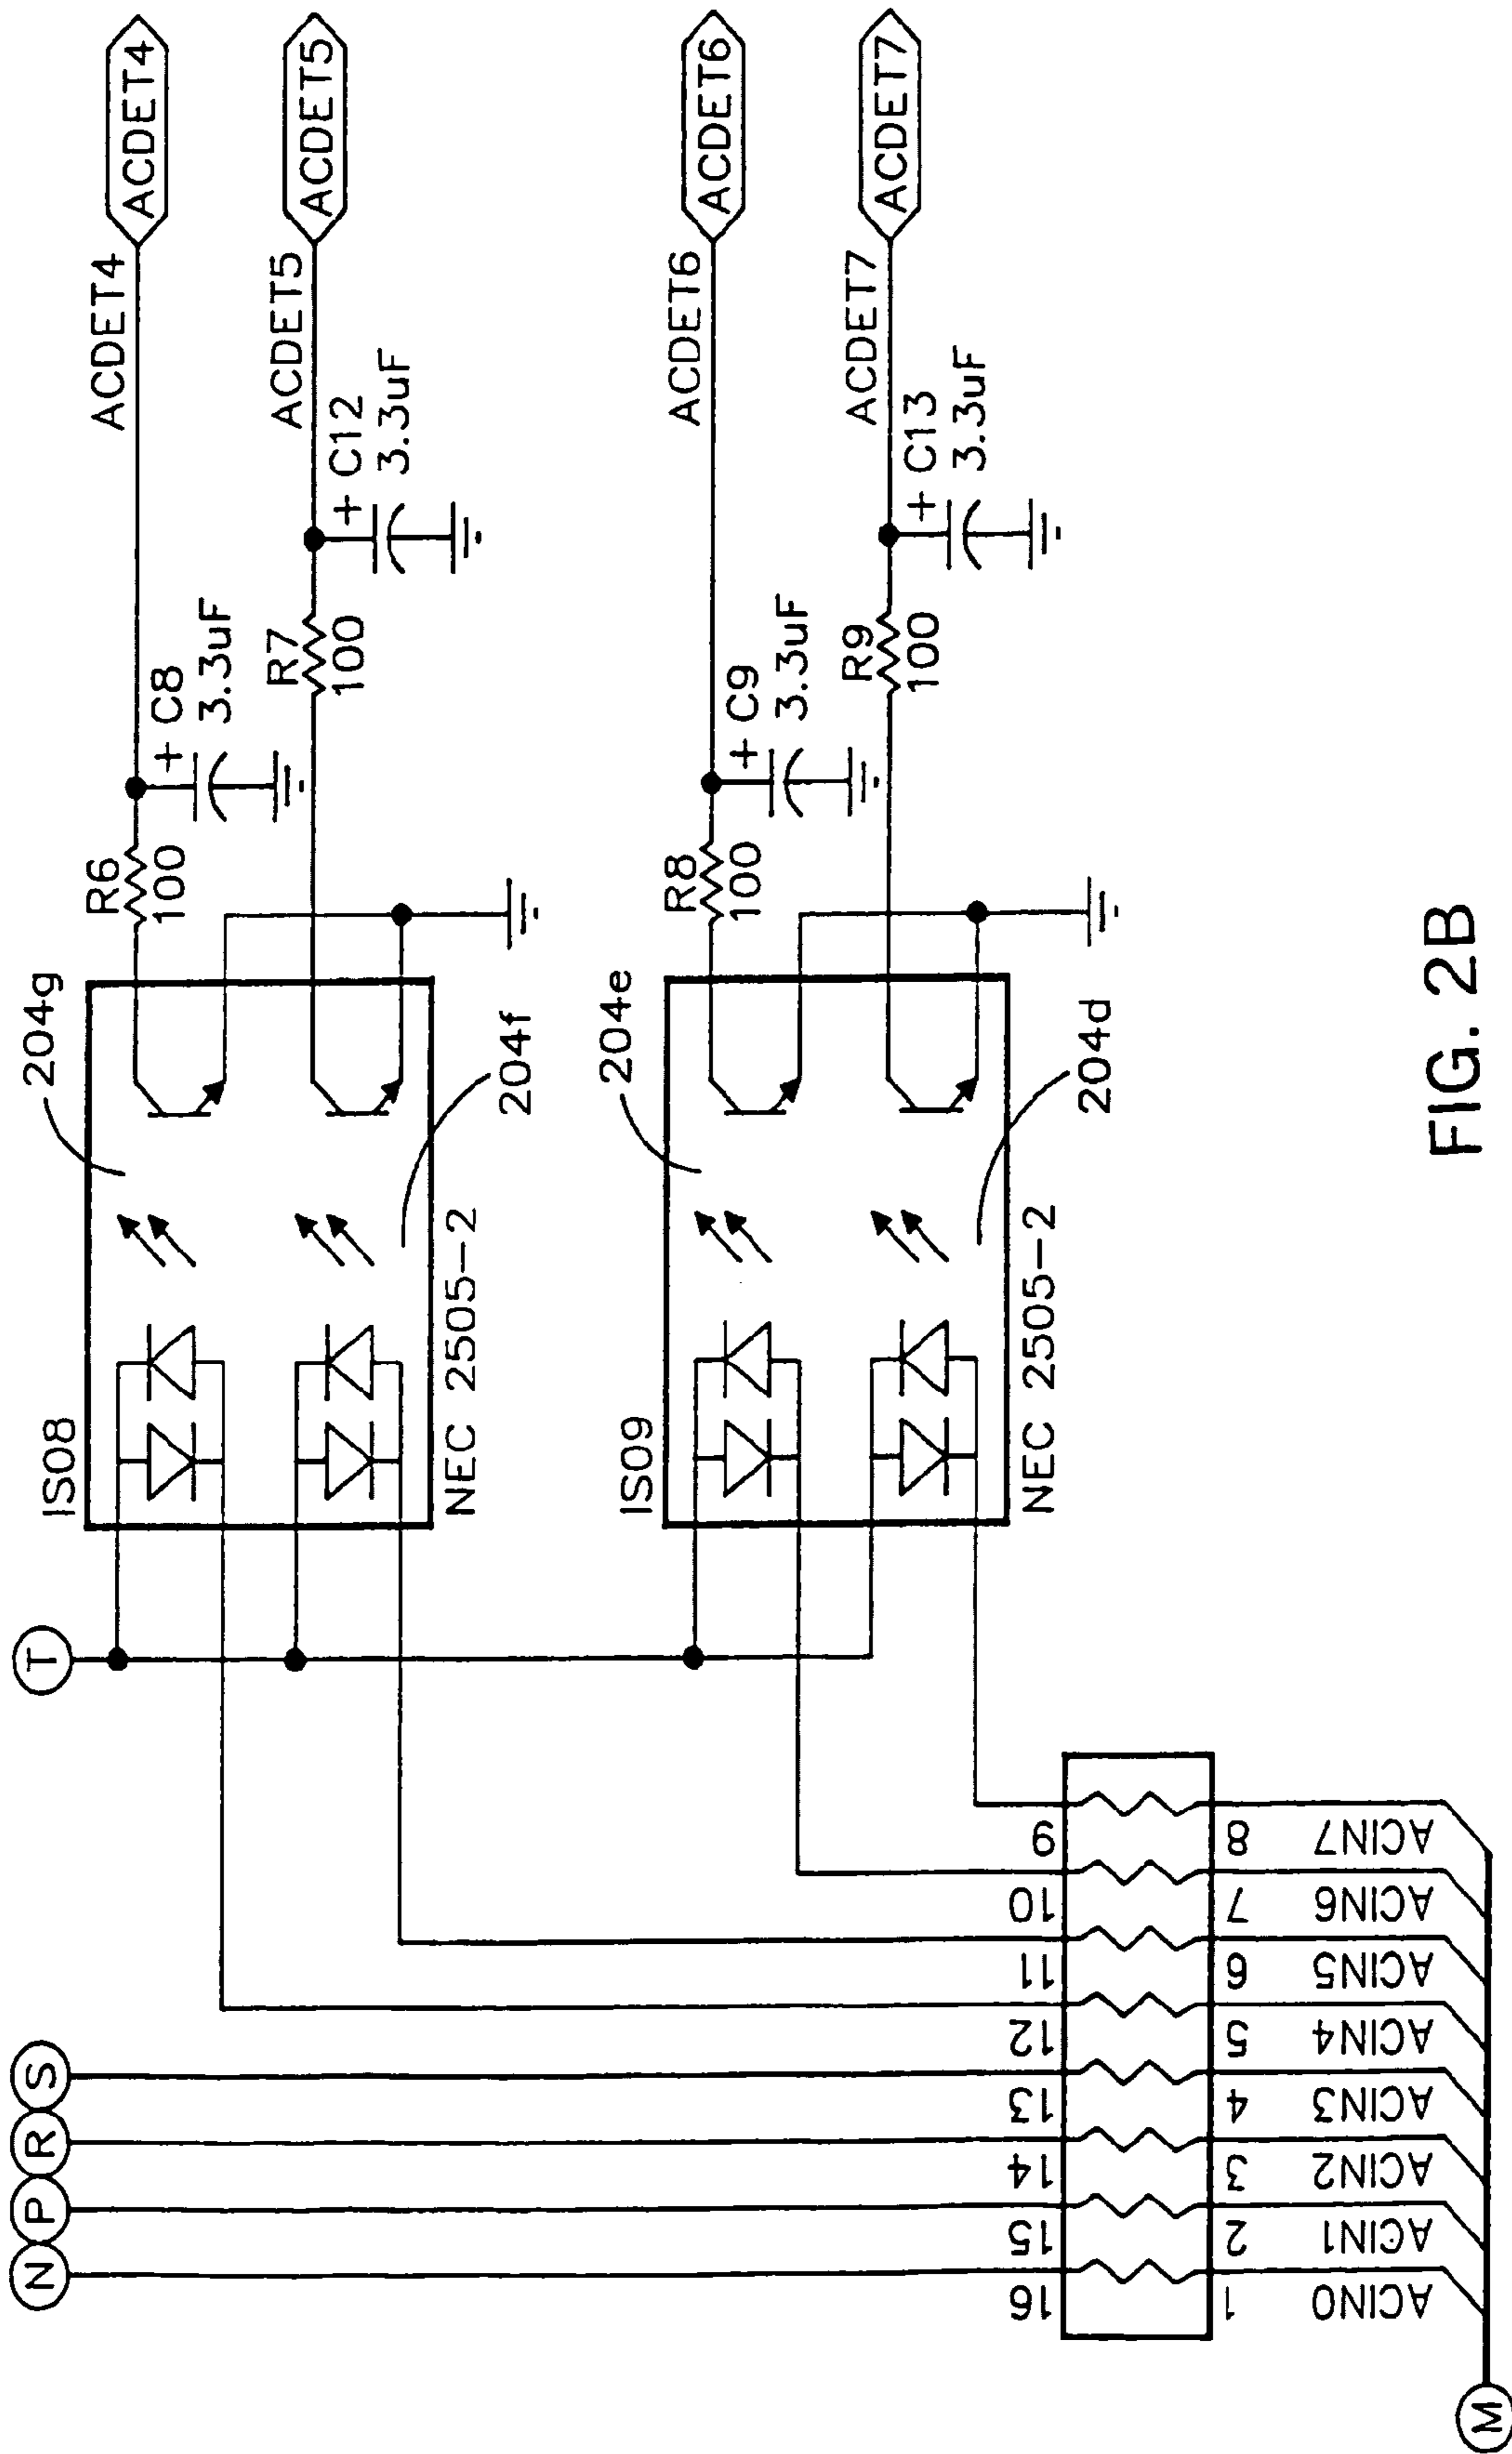 T
IS08
204g
R6
100
+ C8
3.3uF
ACDET4
ACDET4
R7
100
+ C12
3.3uF
ACDET5
ACDET5
204f
NEC 2505-2
IS09
204e
R8
100
+ C9
3.3uF
ACDET6
ACDET6
R9
100
+ C13
3.3uF
ACDET7
ACDET7
204d
NEC 2505-2
N
P
R
S
16
15
14
13
12
11
10
9
1
2
3
4
5
6
7
8
ACIN0
ACIN1
ACIN2
ACIN3
ACIN4
ACIN5
ACIN6
ACIN7
M
FIG. 2B